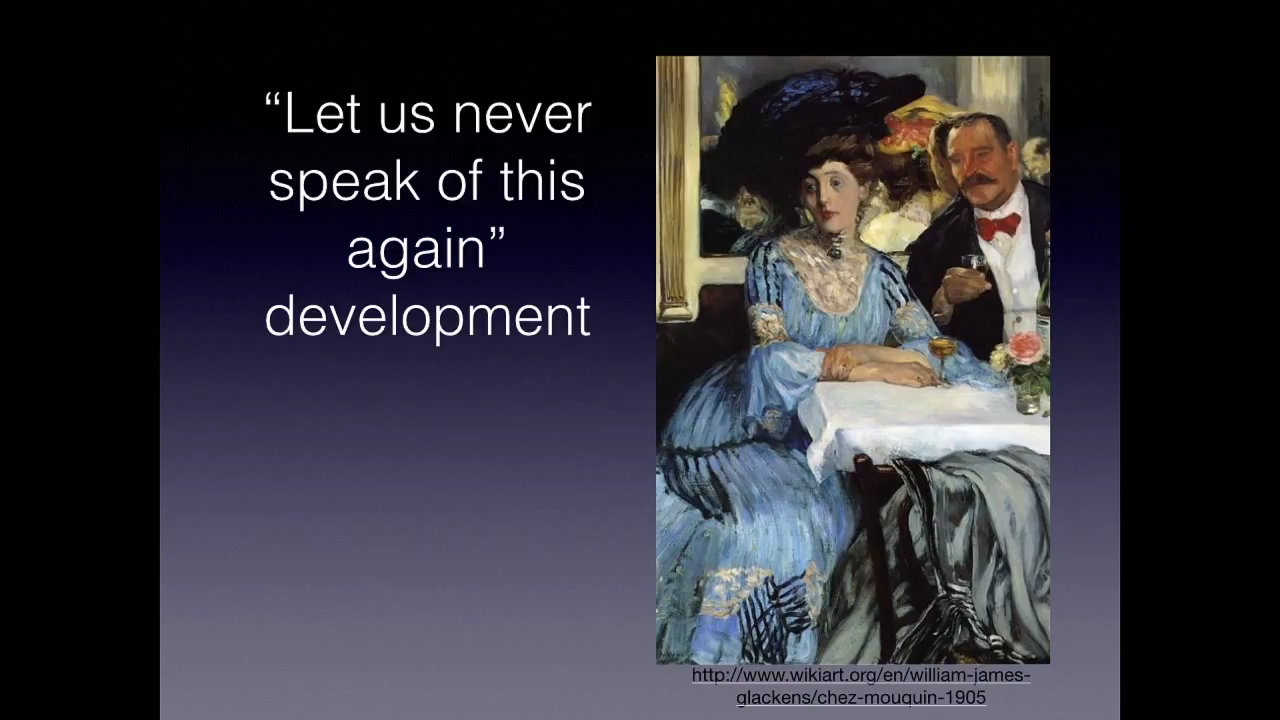 “Let us never
speak of this
again”
development
http://www.wikiart.org/en/william-james-
glackens/chez-mouquin-1905